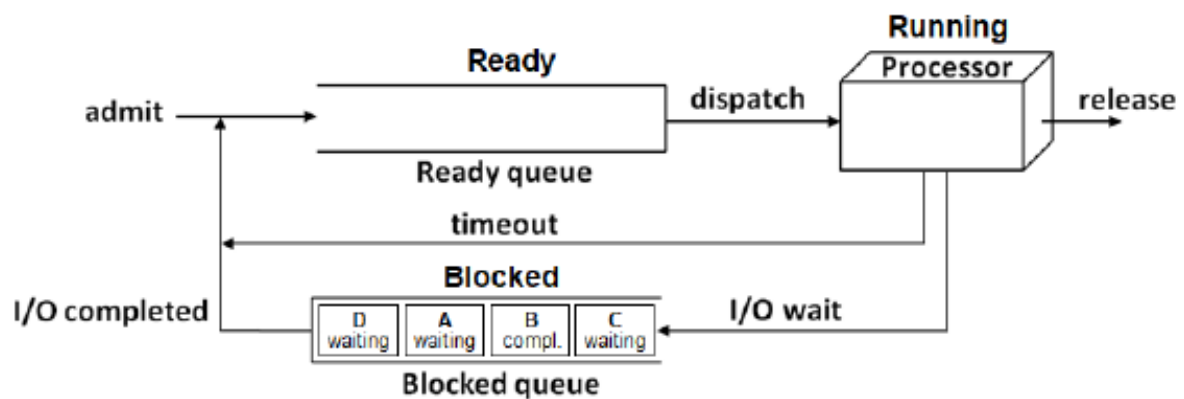 Running
Ready
Processor
admit
dispatch
release
Ready queue
timeout
Blocked
I/O completed
I/O wait
D
waiting
A
waiting
B
compl.
C
waiting
Blocked queue